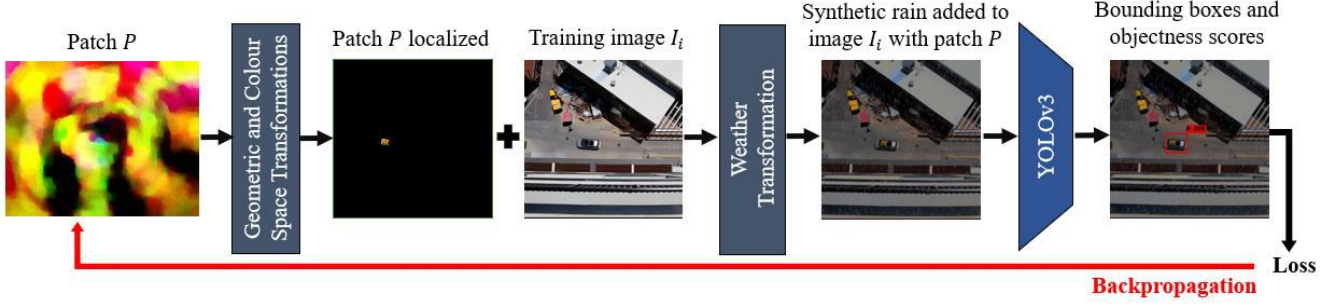 Patch P
Geometric and Colour
Space Transformations
Patch P localized
Training image Iᵢ
Weather
Transformation
Synthetic rain added to
image Iᵢ with patch P
YOLOv3
Bounding boxes and
objectness scores
Loss
Backpropagation